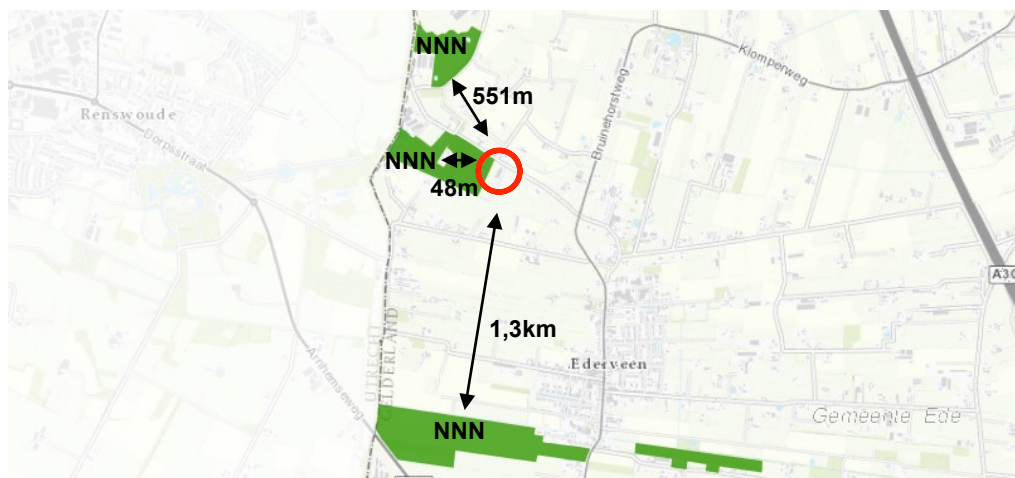 NNN
Klomperweg
551m
Renswoude
Dorpsstraat
Bruinehorstweg
NNN
48m
A30
UTRECHT
GELDERLAND
1,3km
Ederveen
Arnhemseweg
Gemeente Ede
NNN